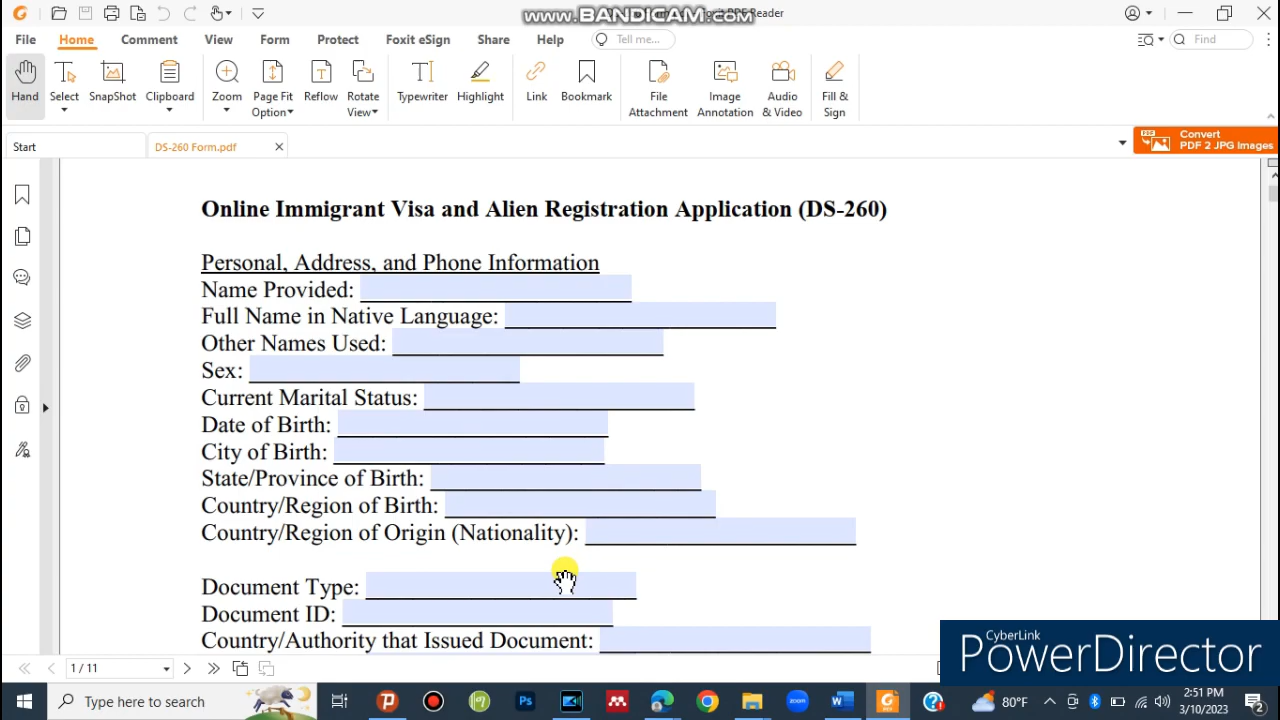 www.BANDICAM.com
PDF Reader
File Home Comment View Form Protect Foxit eSign Share Help Tell me... Find
Hand Select SnapShot Clipboard Zoom Page Fit Option Reflow Rotate View Typewriter Highlight Link Bookmark File Attachment Image Annotation Audio & Video Fill & Sign
Start DS-260 Form.pdf
Convert
PDF 2 JPG Images
Online Immigrant Visa and Alien Registration Application (DS-260)
Personal, Address, and Phone Information
Name Provided:
Full Name in Native Language:
Other Names Used:
Sex:
Current Marital Status:
Date of Birth:
City of Birth:
State/Province of Birth:
Country/Region of Birth:
Country/Region of Origin (Nationality):
Document Type:
Document ID:
Country/Authority that Issued Document:
CyberLink
PowerDirector
1 / 11
Type here to search
80°F
2:51 PM
3/10/2023
2